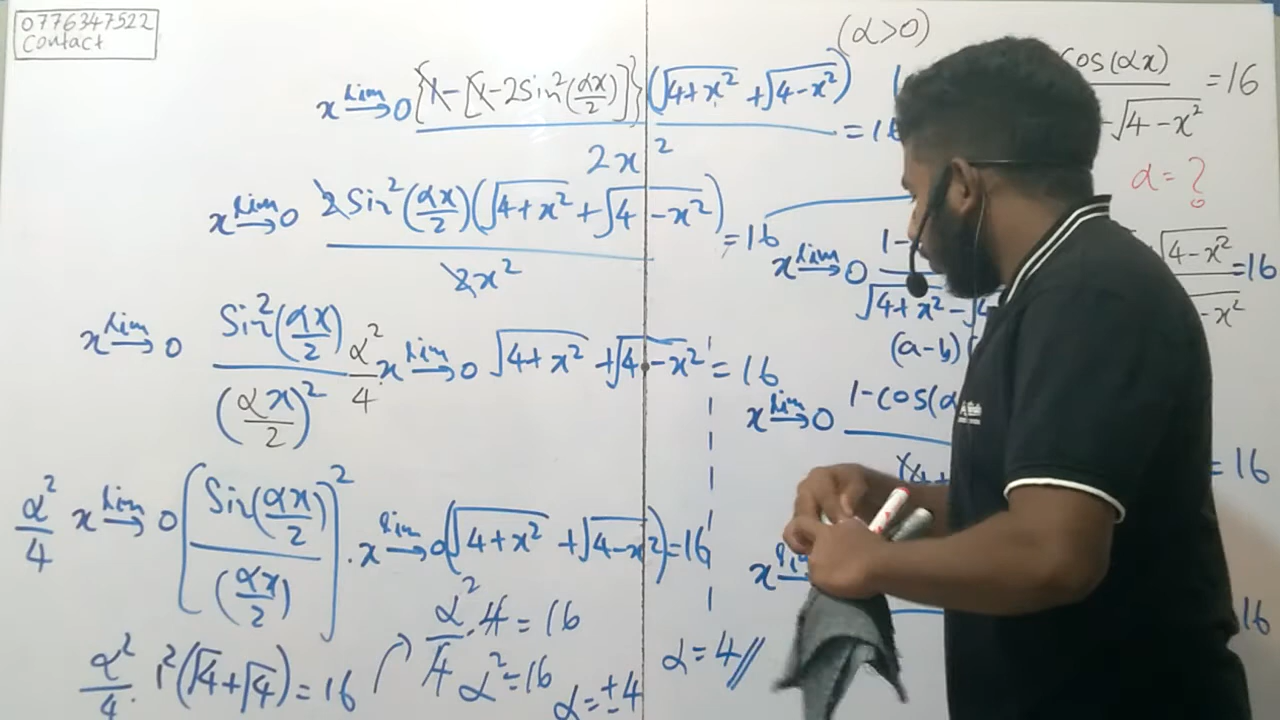 0776347522
Contact
(α>0)
cos(αx)
=16
-√4-x²
α=?
lim x→0 {1-[1-2Sin²(αx/2)]}(√4+x² +√4-x²)
2x²
=16
lim x→0 2Sin²(αx/2)(√4+x² +√4-x²)
2x²
=16
lim x→0 Sin²(αx/2)
(αx/2)²
α²/4
lim x→0 √4+x² +√4-x² = 16
α²/4 lim x→0 [Sin(αx/2)
(αx/2)]² . lim x→0 (√4+x² +√4-x²)=16
α²/4 . 1²(√4+√4)=16
α²/4 . 4 = 16
α²=16
α=±4
α=4//
lim x→0 1-
√4+x² -√4
√4-x²
-x²
=16
(a-b)(
lim x→0 1-cos(α
=16
lim x
16